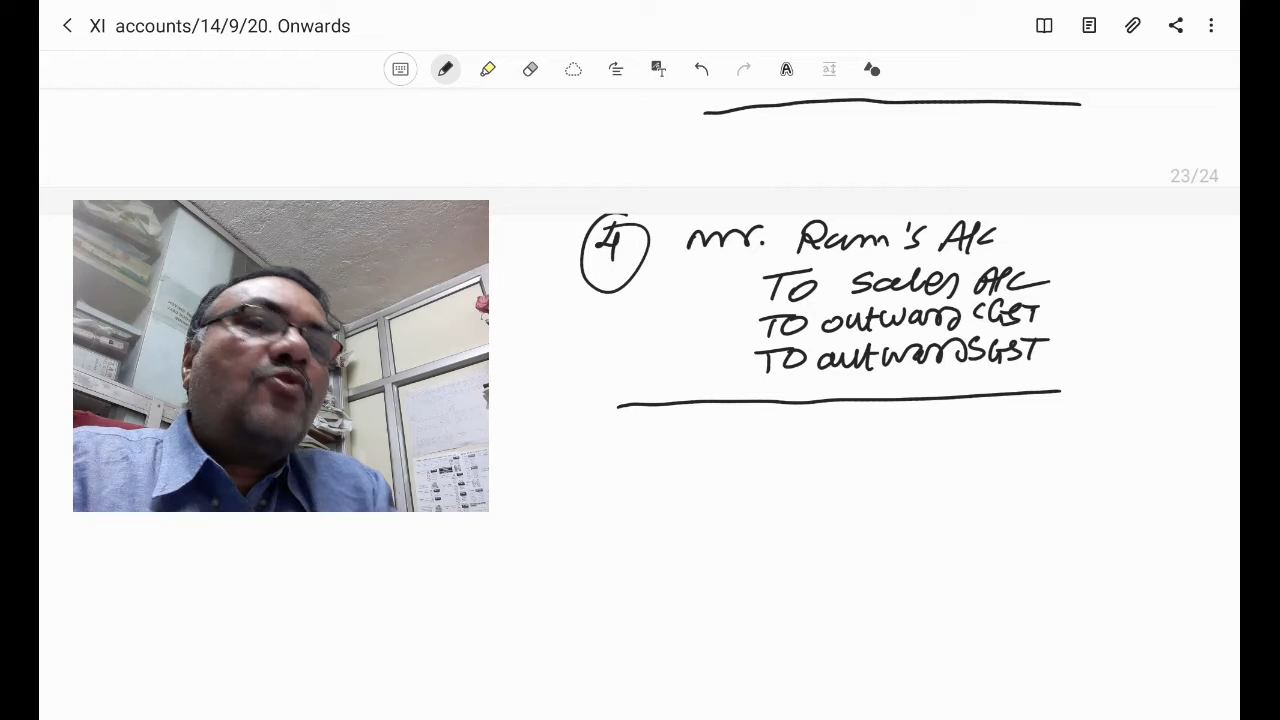 XI accounts/14/9/20. Onwards
23/24
4 Mr. Ram's A/c
To sales A/c
To outward CGST
To outward SGST